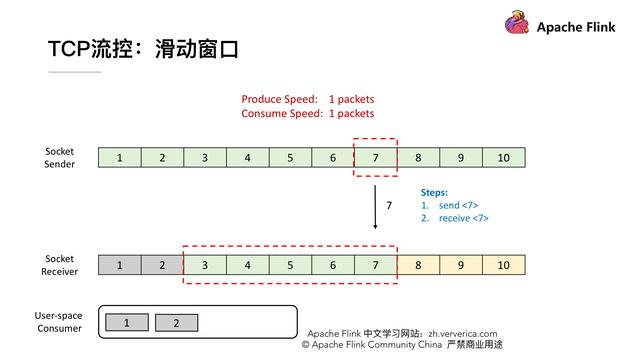 Apache Flink
TCP流控：滑动窗口
Produce Speed: 1 packets
Consume Speed: 1 packets
Socket
Sender
1 2 3 4 5 6 7 8 9 10
7
Steps:
1. send <7>
2. receive <7>
Socket
Receiver
1 2 3 4 5 6 7 8 9 10
User-space
Consumer
1 2
Apache Flink 中文学习网站：zh.ververica.com
© Apache Flink Community China 严禁商业用途